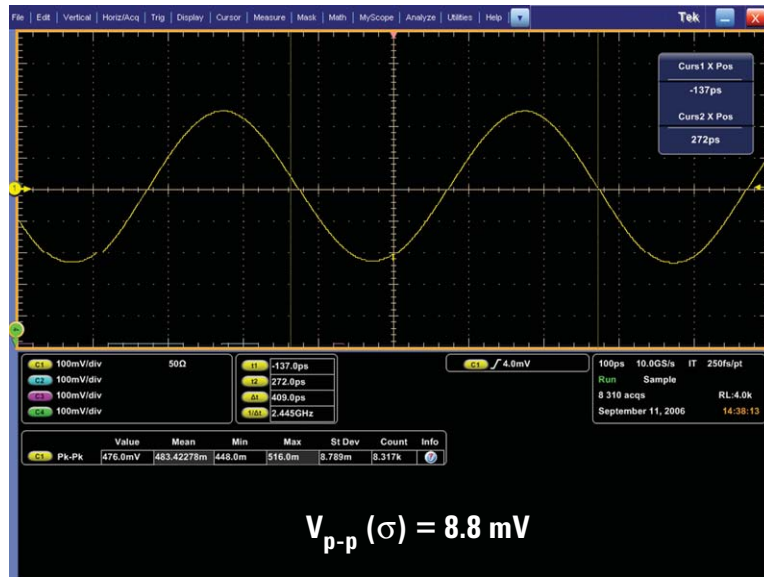 File | Edit | Vertical | Horiz/Acq | Trig | Display | Cursor | Measure | Mask | Math | MyScope | Analyze | Utilities | Help | Tek X
Curs1 X Pos
-137ps
Curs2 X Pos
272ps
1
C1 100mV/div 50Ω
C2 100mV/div
C3 100mV/div
C4 100mV/div
t1 -137.0ps
t2 272.0ps
Δt 409.0ps
1/Δt 2.445GHz
C1 4.0mV
100ps 10.0GS/s IT 250fs/pt
Run Sample
8 310 acqs RL:4.0k
September 11, 2006 14:38:13
Value Mean Min Max St Dev Count Info
C1 Pk-Pk 476.0mV 483.42278m 448.0m 516.0m 8.789m 8.317k i
Vp-p (σ) = 8.8 mV